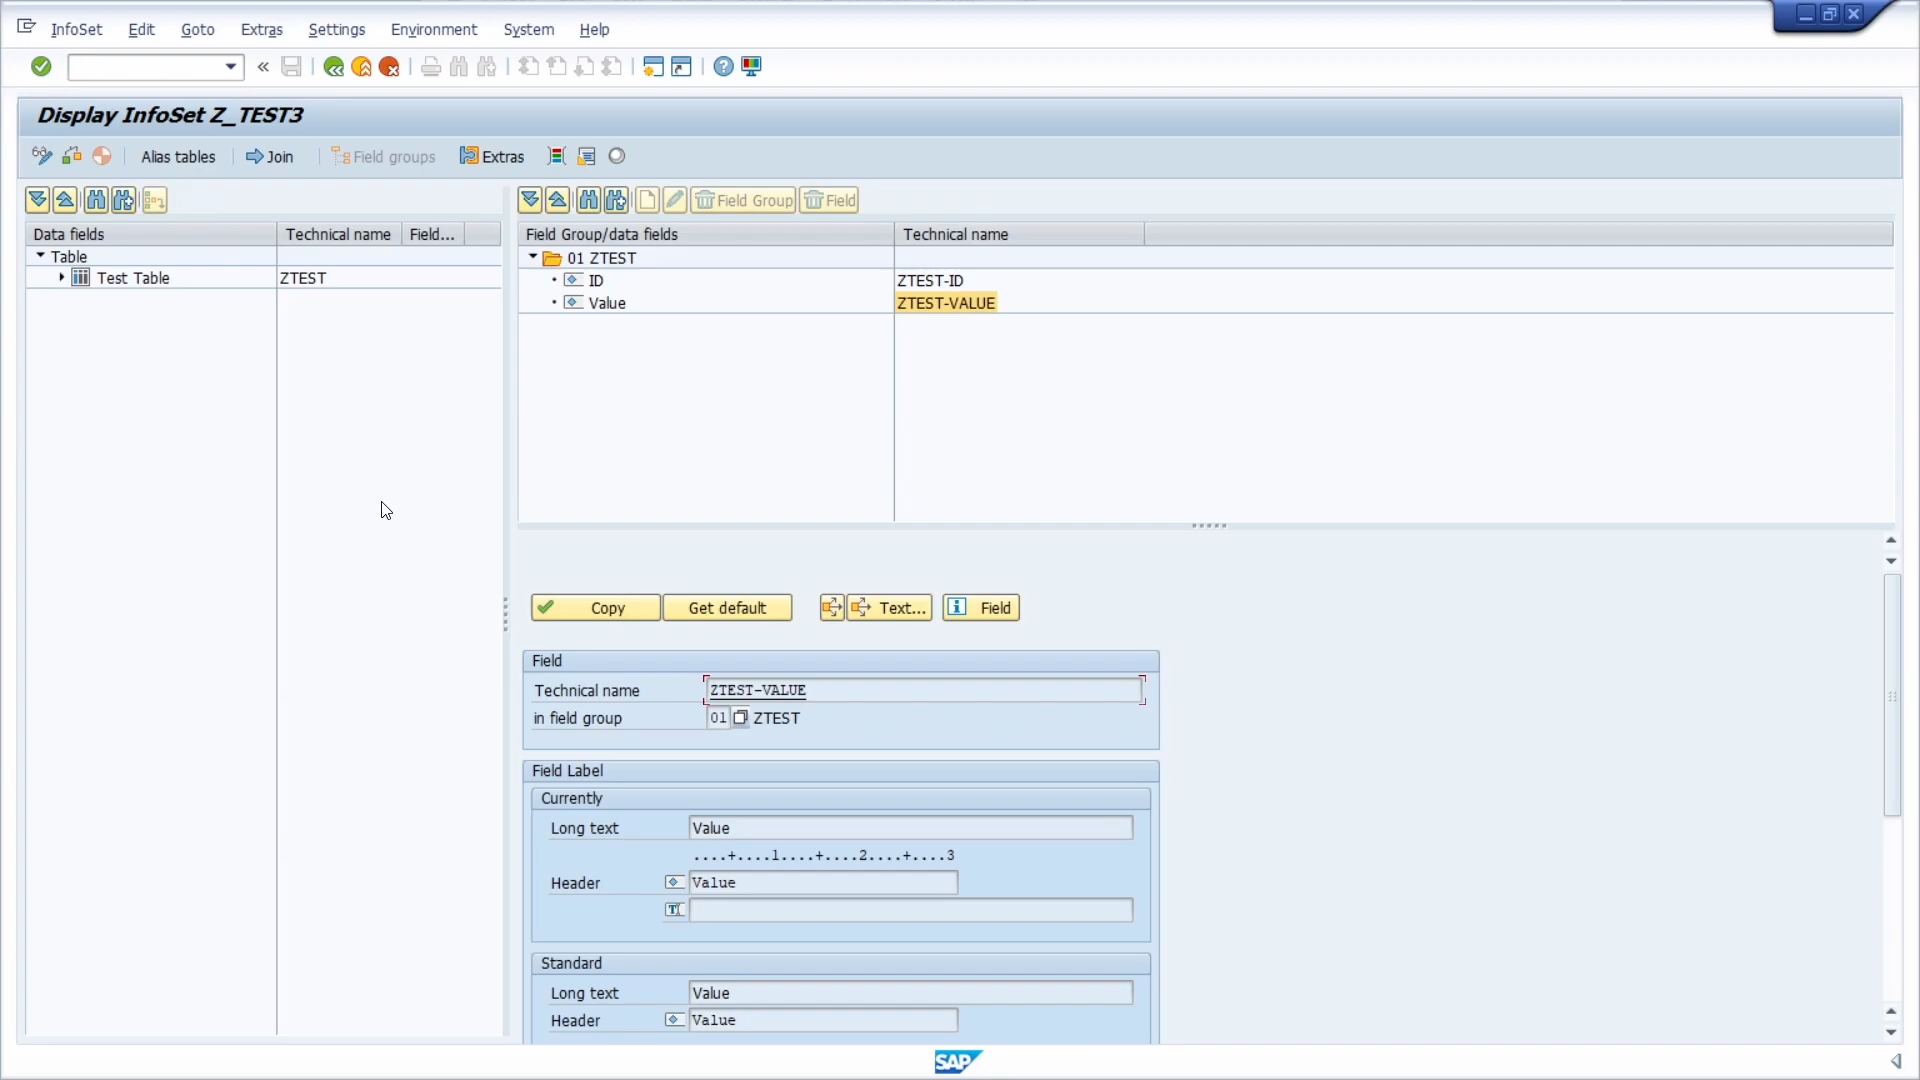 InfoSet Edit Goto Extras Settings Environment System Help
Display InfoSet Z_TEST3
Alias tables Join Field groups Extras
Field Group Field
Data fields Technical name Field...
Table
Test Table ZTEST
Field Group/data fields Technical name
01 ZTEST
ID ZTEST-ID
Value ZTEST-VALUE
Copy Get default Text... Field
Field
Technical name ZTEST-VALUE
in field group 01 ZTEST
Field Label
Currently
Long text Value
....+....1....+....2....+....3
Header Value
Standard
Long text Value
Header Value
SAP